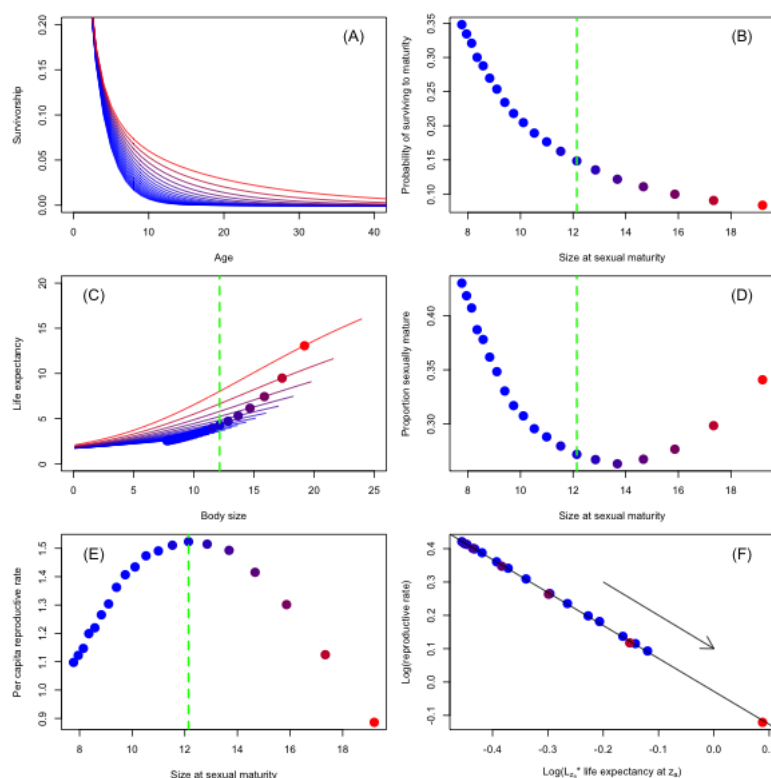 (A)
Survivorship
0.00 0.05 0.10 0.15 0.20
0 10 20 30 40
Age
(B)
Probability of surviving to maturity
0.10 0.15 0.20 0.25 0.30 0.35
8 10 12 14 16 18
Size at sexual maturity
(C)
Life expectancy
0 5 10 15 20
0 5 10 15 20 25
Body size
(D)
Proportion sexually mature
0.30 0.35 0.40
8 10 12 14 16 18
Size at sexual maturity
(E)
Per capita reproductive rate
0.9 1.0 1.1 1.2 1.3 1.4 1.5
8 10 12 14 16 18
Size at sexual maturity
(F)
Log(reproductive rate)
-0.1 0.0 0.1 0.2 0.3 0.4
-0.4 -0.3 -0.2 -0.1 0.0 0.1
Log(L * life expectancy at z )